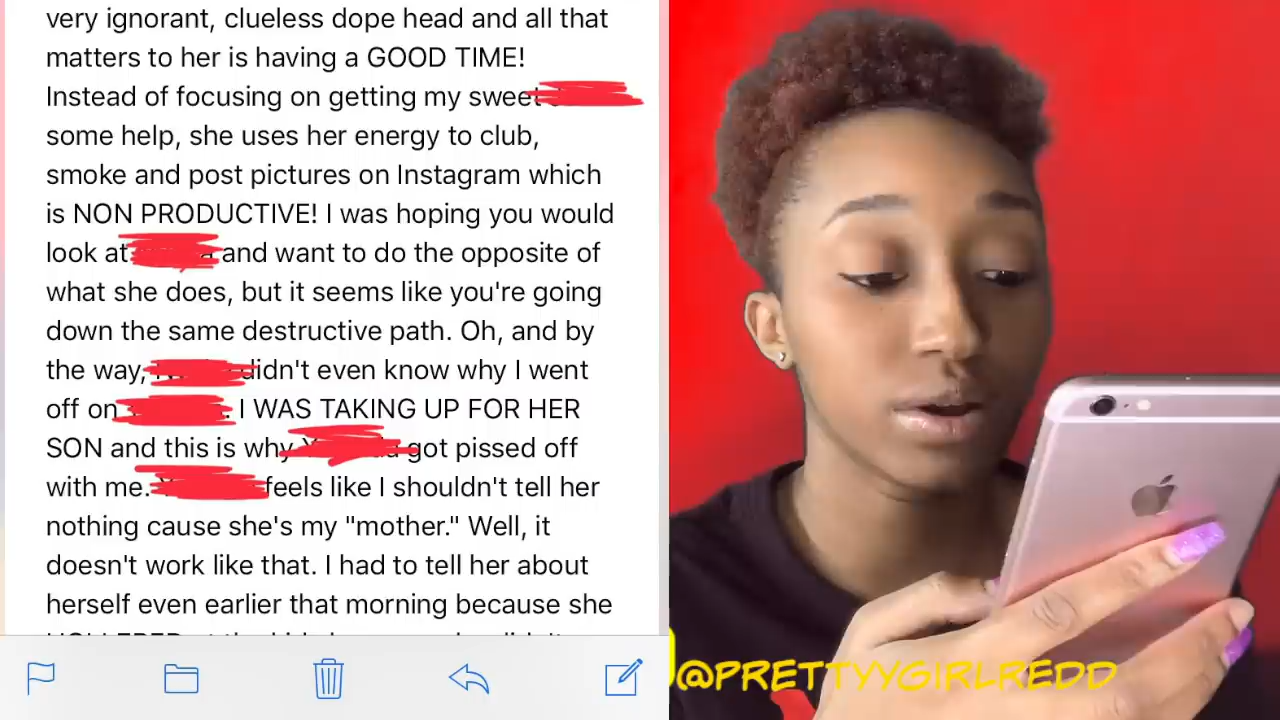 very ignorant, clueless dope head and all that
matters to her is having a GOOD TIME!
Instead of focusing on getting my sweet
some help, she uses her energy to club,
smoke and post pictures on Instagram which
is NON PRODUCTIVE! I was hoping you would
look at and want to do the opposite of
what she does, but it seems like you're going
down the same destructive path. Oh, and by
the way, didn't even know why I went
off on . I WAS TAKING UP FOR HER
SON and this is why got pissed off
with me. feels like I shouldn't tell her
nothing cause she's my "mother." Well, it
doesn't work like that. I had to tell her about
herself even earlier that morning because she
@PRETTYYGIRLREDD